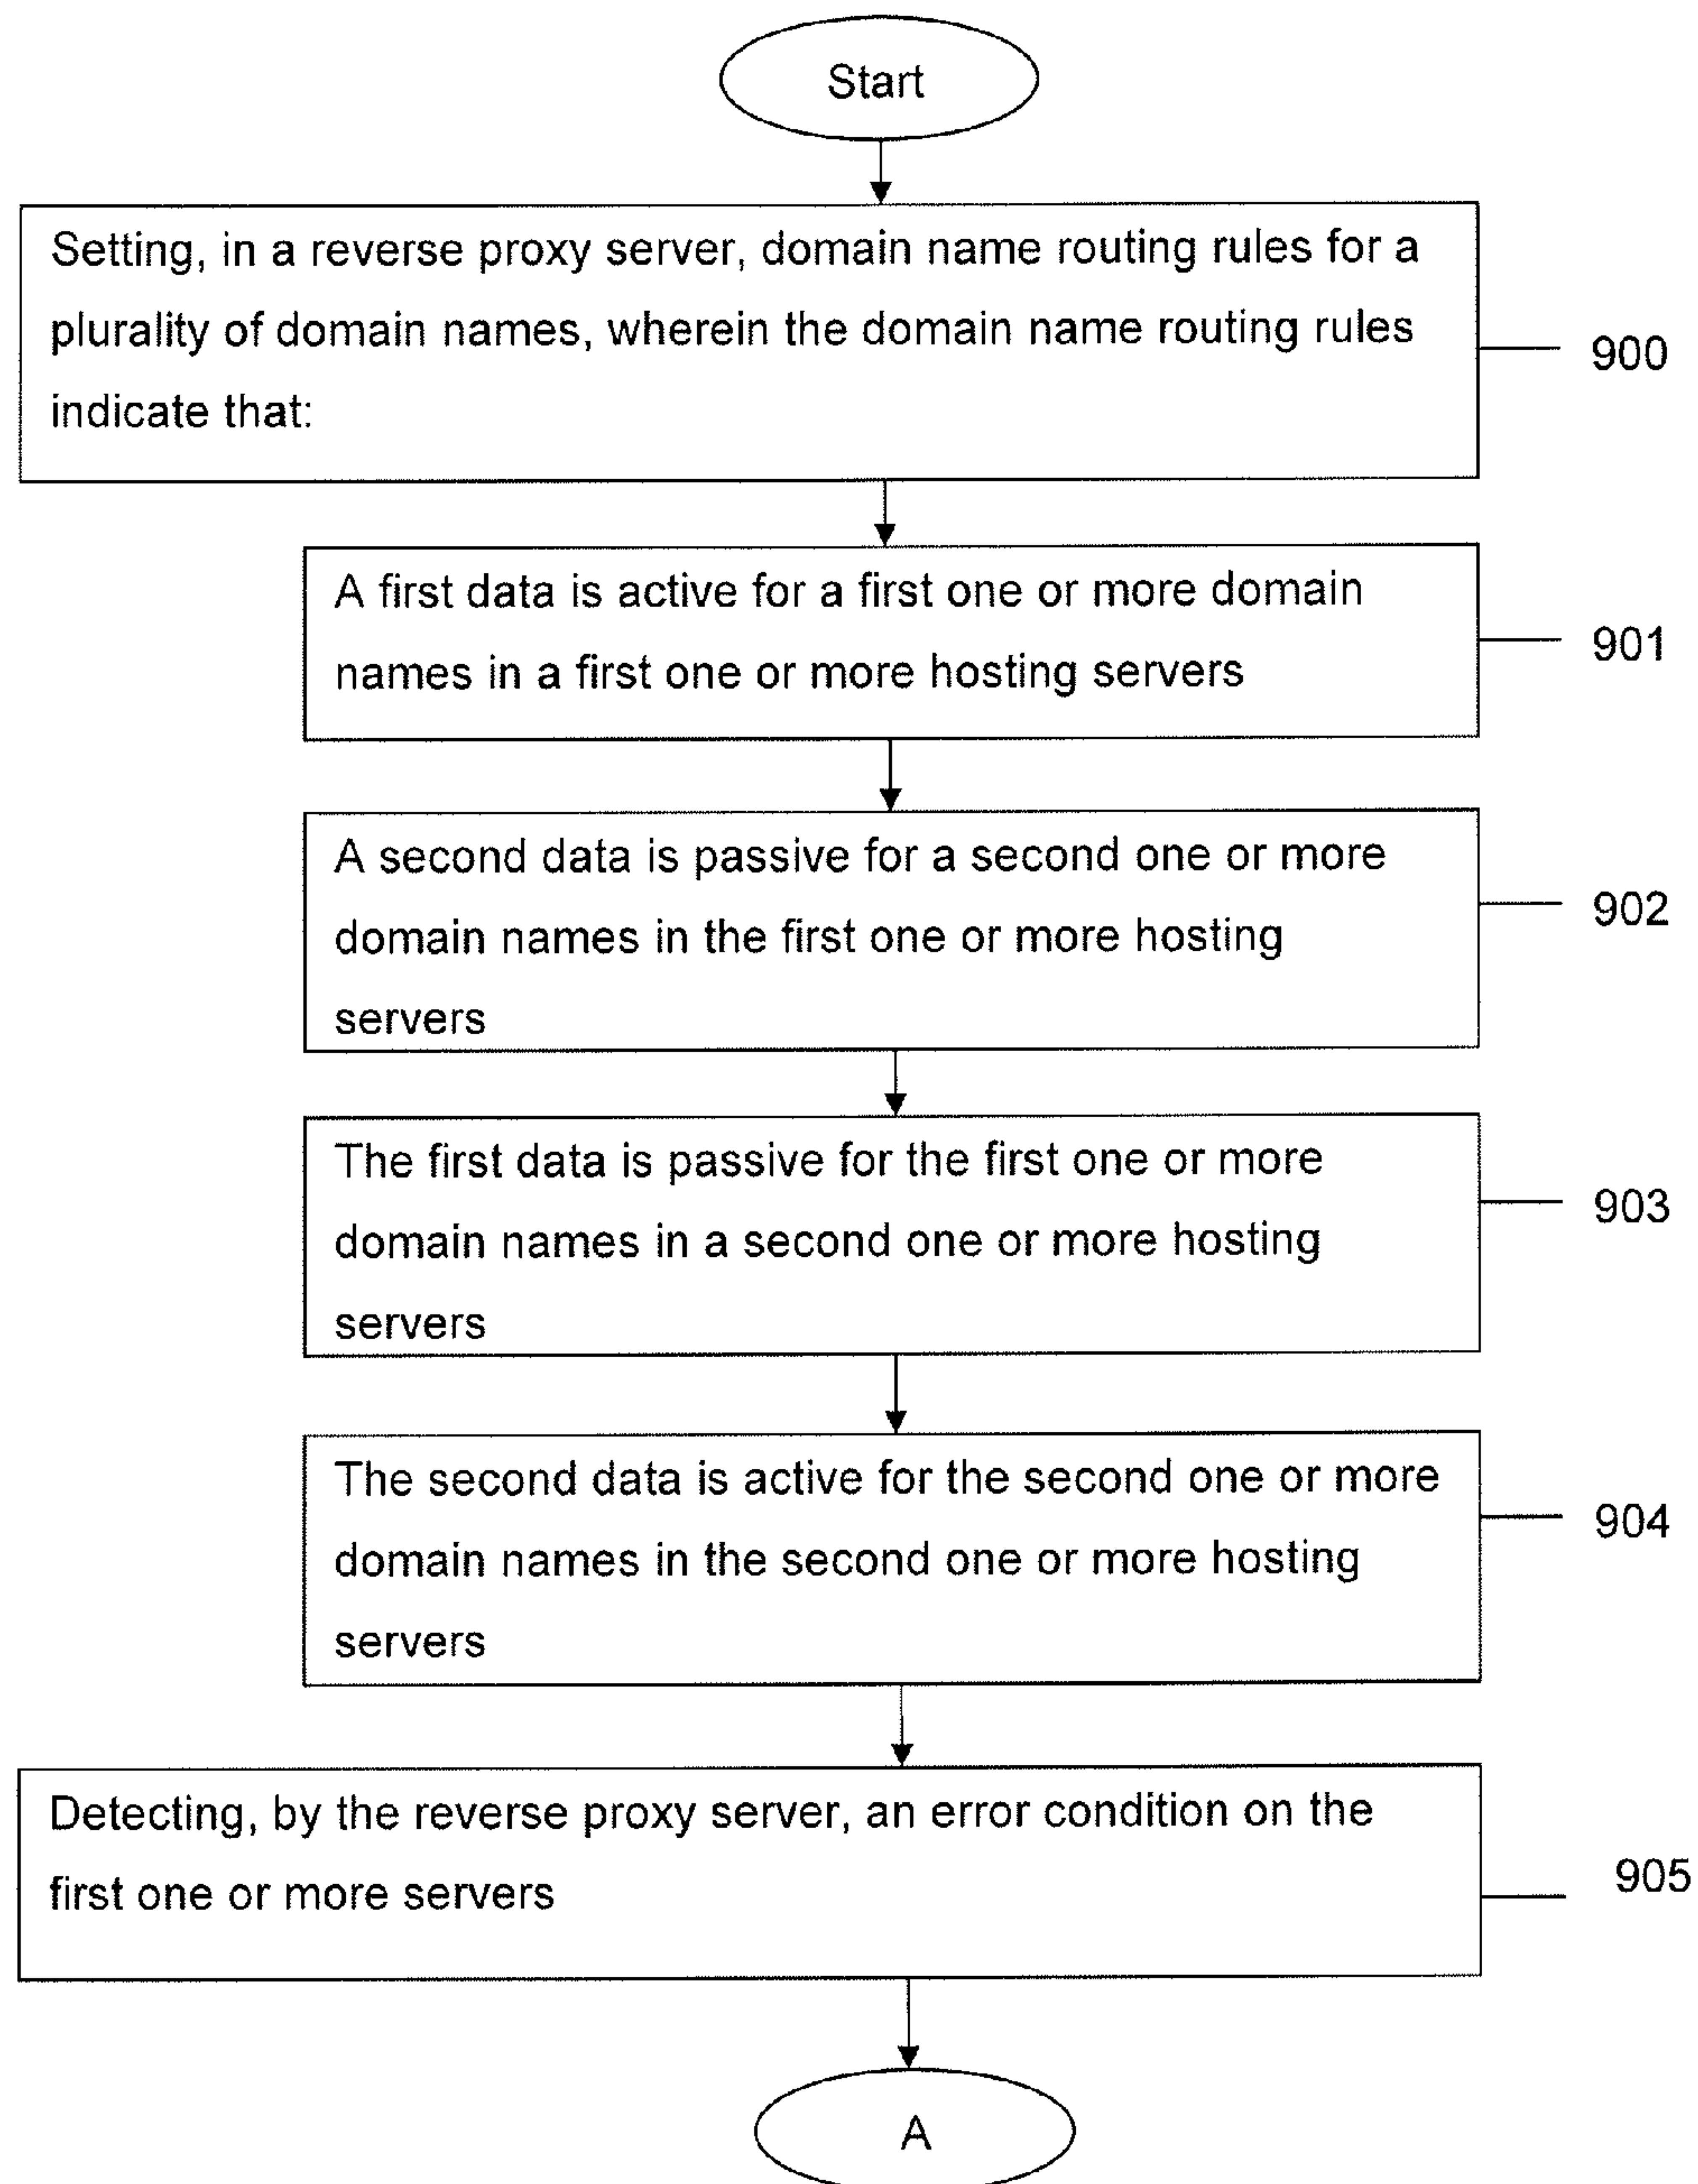 Start
Setting, in a reverse proxy server, domain name routing rules for a
plurality of domain names, wherein the domain name routing rules
indicate that:
900
A first data is active for a first one or more domain
names in a first one or more hosting servers
901
A second data is passive for a second one or more
domain names in the first one or more hosting
servers
902
The first data is passive for the first one or more
domain names in a second one or more hosting
servers
903
The second data is active for the second one or more
domain names in the second one or more hosting
servers
904
Detecting, by the reverse proxy server, an error condition on the
first one or more servers
905
A